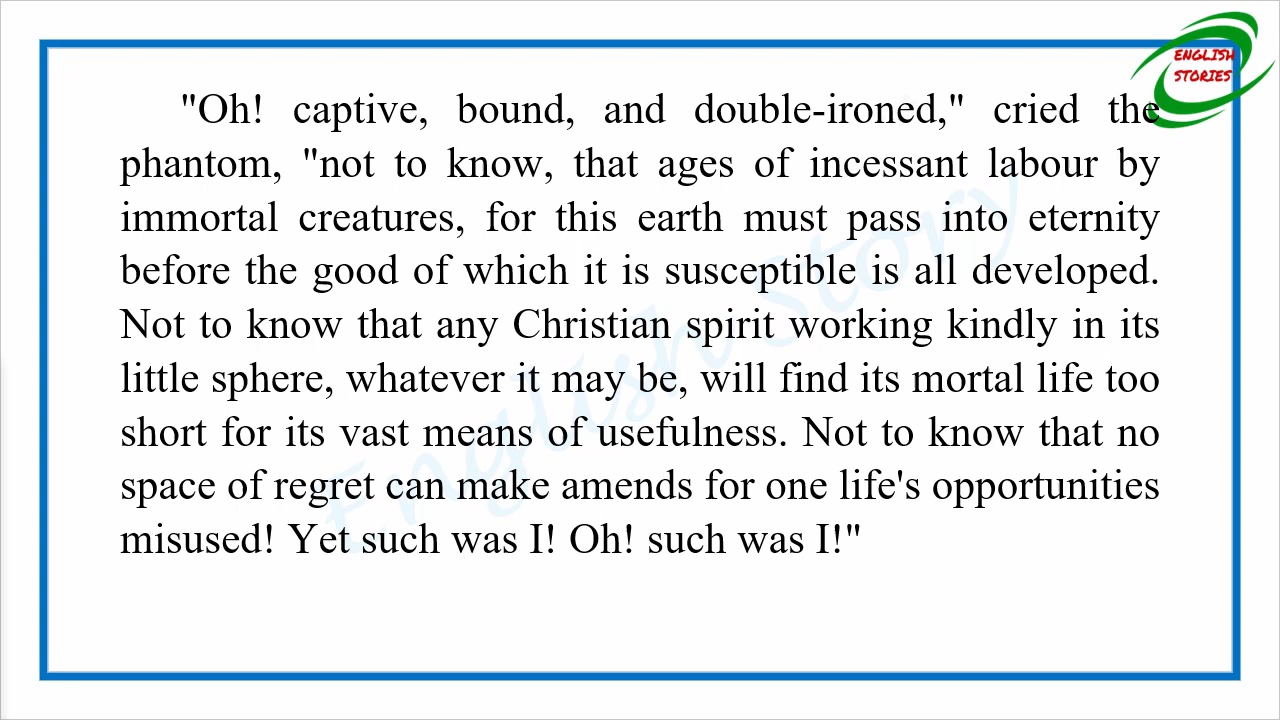 ENGLISH
STORIES
"Oh! captive, bound, and double-ironed," cried the
phantom, "not to know, that ages of incessant labour by
immortal creatures, for this earth must pass into eternity
before the good of which it is susceptible is all developed.
Not to know that any Christian spirit working kindly in its
little sphere, whatever it may be, will find its mortal life too
short for its vast means of usefulness. Not to know that no
space of regret can make amends for one life's opportunities
misused! Yet such was I! Oh! such was I!"
English Story